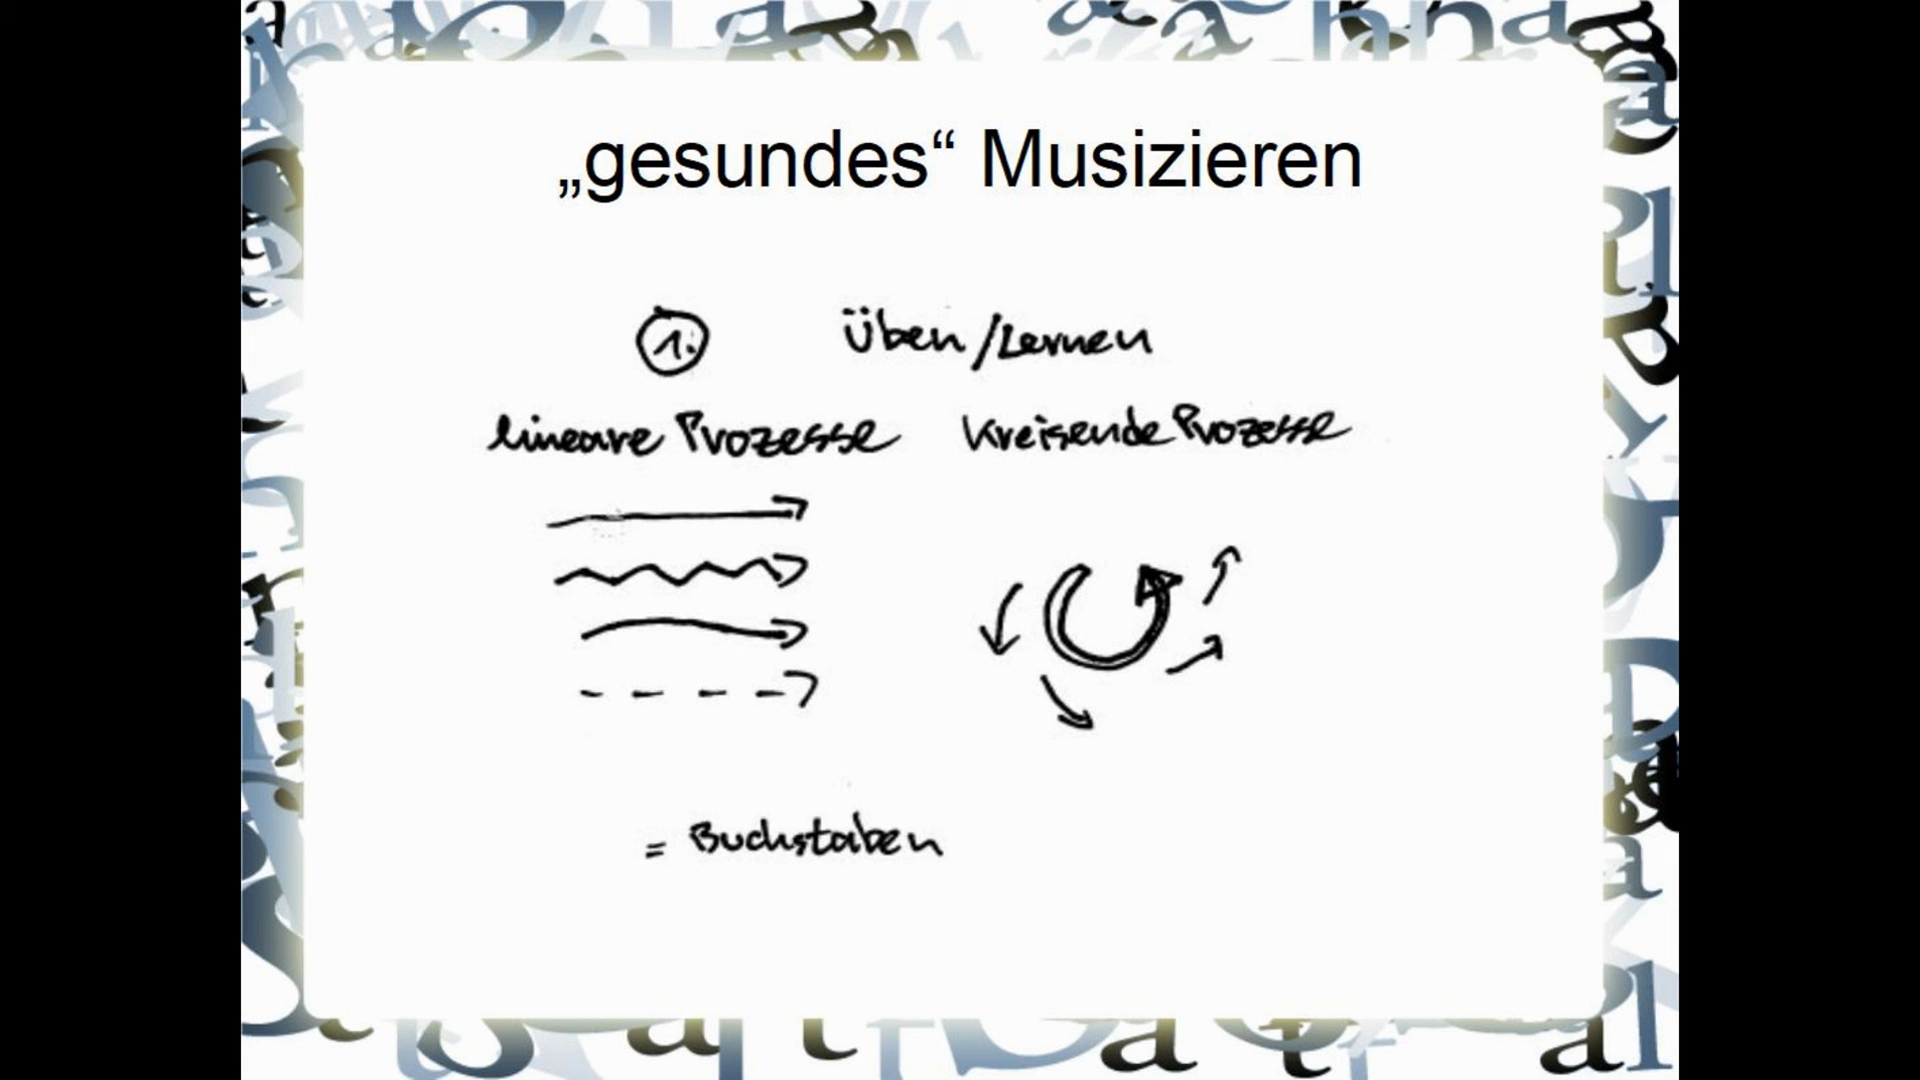 „gesundes“ Musizieren
1. Üben/Lernen
lineare Prozesse kreisende Prozesse
= Buchstaben